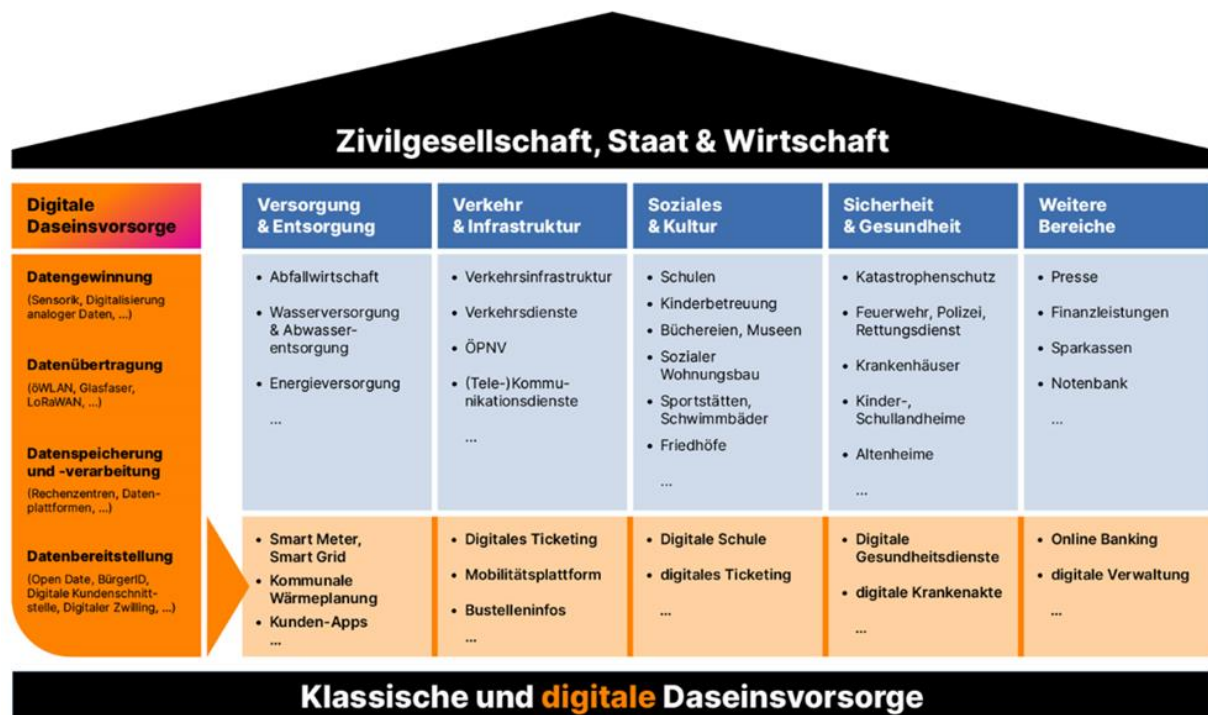 Zivilgesellschaft, Staat & Wirtschaft
Digitale
Daseinsvorsorge
Datengewinnung
(Sensorik, Digitalisierung
analoger Daten, ...)
Datenübertragung
(öWLAN, Glasfaser,
LoRaWAN, ...)
Datenspeicherung
und -verarbeitung
(Rechenzentren, Daten-
plattformen, ...)
Datenbereitstellung
(Open Date, BürgerID,
Digitale Kundenschnitt-
stelle, Digitaler Zwilling, ...)
Versorgung
& Entsorgung
• Abfallwirtschaft
• Wasserversorgung
& Abwasser-
entsorgung
• Energieversorgung
...
• Smart Meter,
Smart Grid
• Kommunale
Wärmeplanung
• Kunden-Apps
...
Verkehr
& Infrastruktur
• Verkehrsinfrastruktur
• Verkehrsdienste
• ÖPNV
• (Tele-)Kommu-
nikationsdienste
...
• Digitales Ticketing
• Mobilitätsplattform
• Bustelleninfos
...
Soziales
& Kultur
• Schulen
• Kinderbetreuung
• Büchereien, Museen
• Sozialer
Wohnungsbau
• Sportstätten,
Schwimmbäder
• Friedhöfe
...
• Digitale Schule
• digitales Ticketing
...
Sicherheit
& Gesundheit
• Katastrophenschutz
• Feuerwehr, Polizei,
Rettungsdienst
• Krankenhäuser
• Kinder-,
Schullandheime
• Altenheime
...
• Digitale
Gesundheitsdienste
• digitale Krankenakte
...
Weitere
Bereiche
• Presse
• Finanzleistungen
• Sparkassen
• Notenbank
...
• Online Banking
• digitale Verwaltung
...
Klassische und digitale Daseinsvorsorge